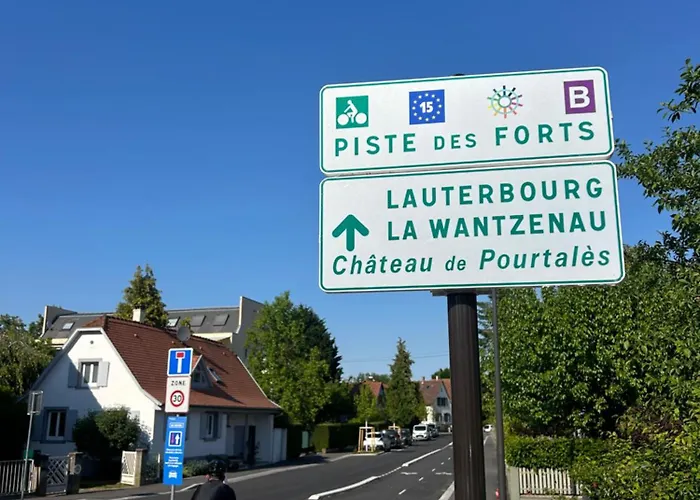 15
B
PISTE DES FORTS
LAUTERBOURG
LA WANTZENAU
Château de Pourtalès
ZONE
30